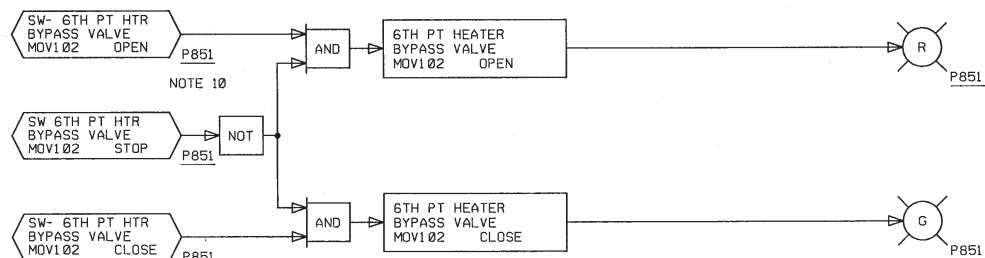 SW- 6TH PT HTR
BYPASS VALVE
MOV102 OPEN
P851
NOTE 10
AND
6TH PT HEATER
BYPASS VALVE
MOV102 OPEN
R
P851
SW 6TH PT HTR
BYPASS VALVE
MOV102 STOP
P851
NOT
SW- 6TH PT HTR
BYPASS VALVE
MOV102 CLOSE
P851
AND
6TH PT HEATER
BYPASS VALVE
MOV102 CLOSE
G
P851